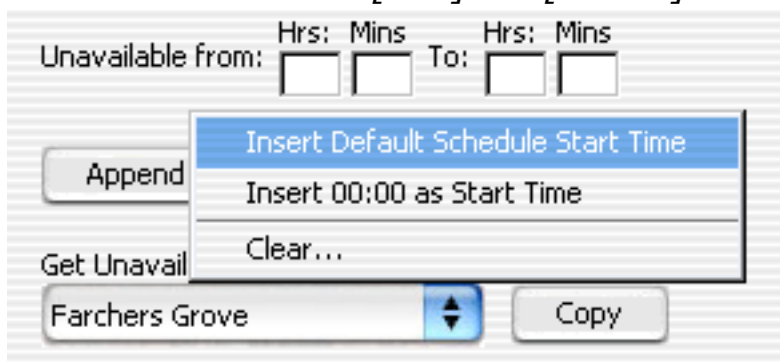 Hrs: Mins Hrs: Mins
Unavailable from: To:
Insert Default Schedule Start Time
Append
Insert 00:00 as Start Time
Clear...
Get Unavail
Farchers Grove Copy